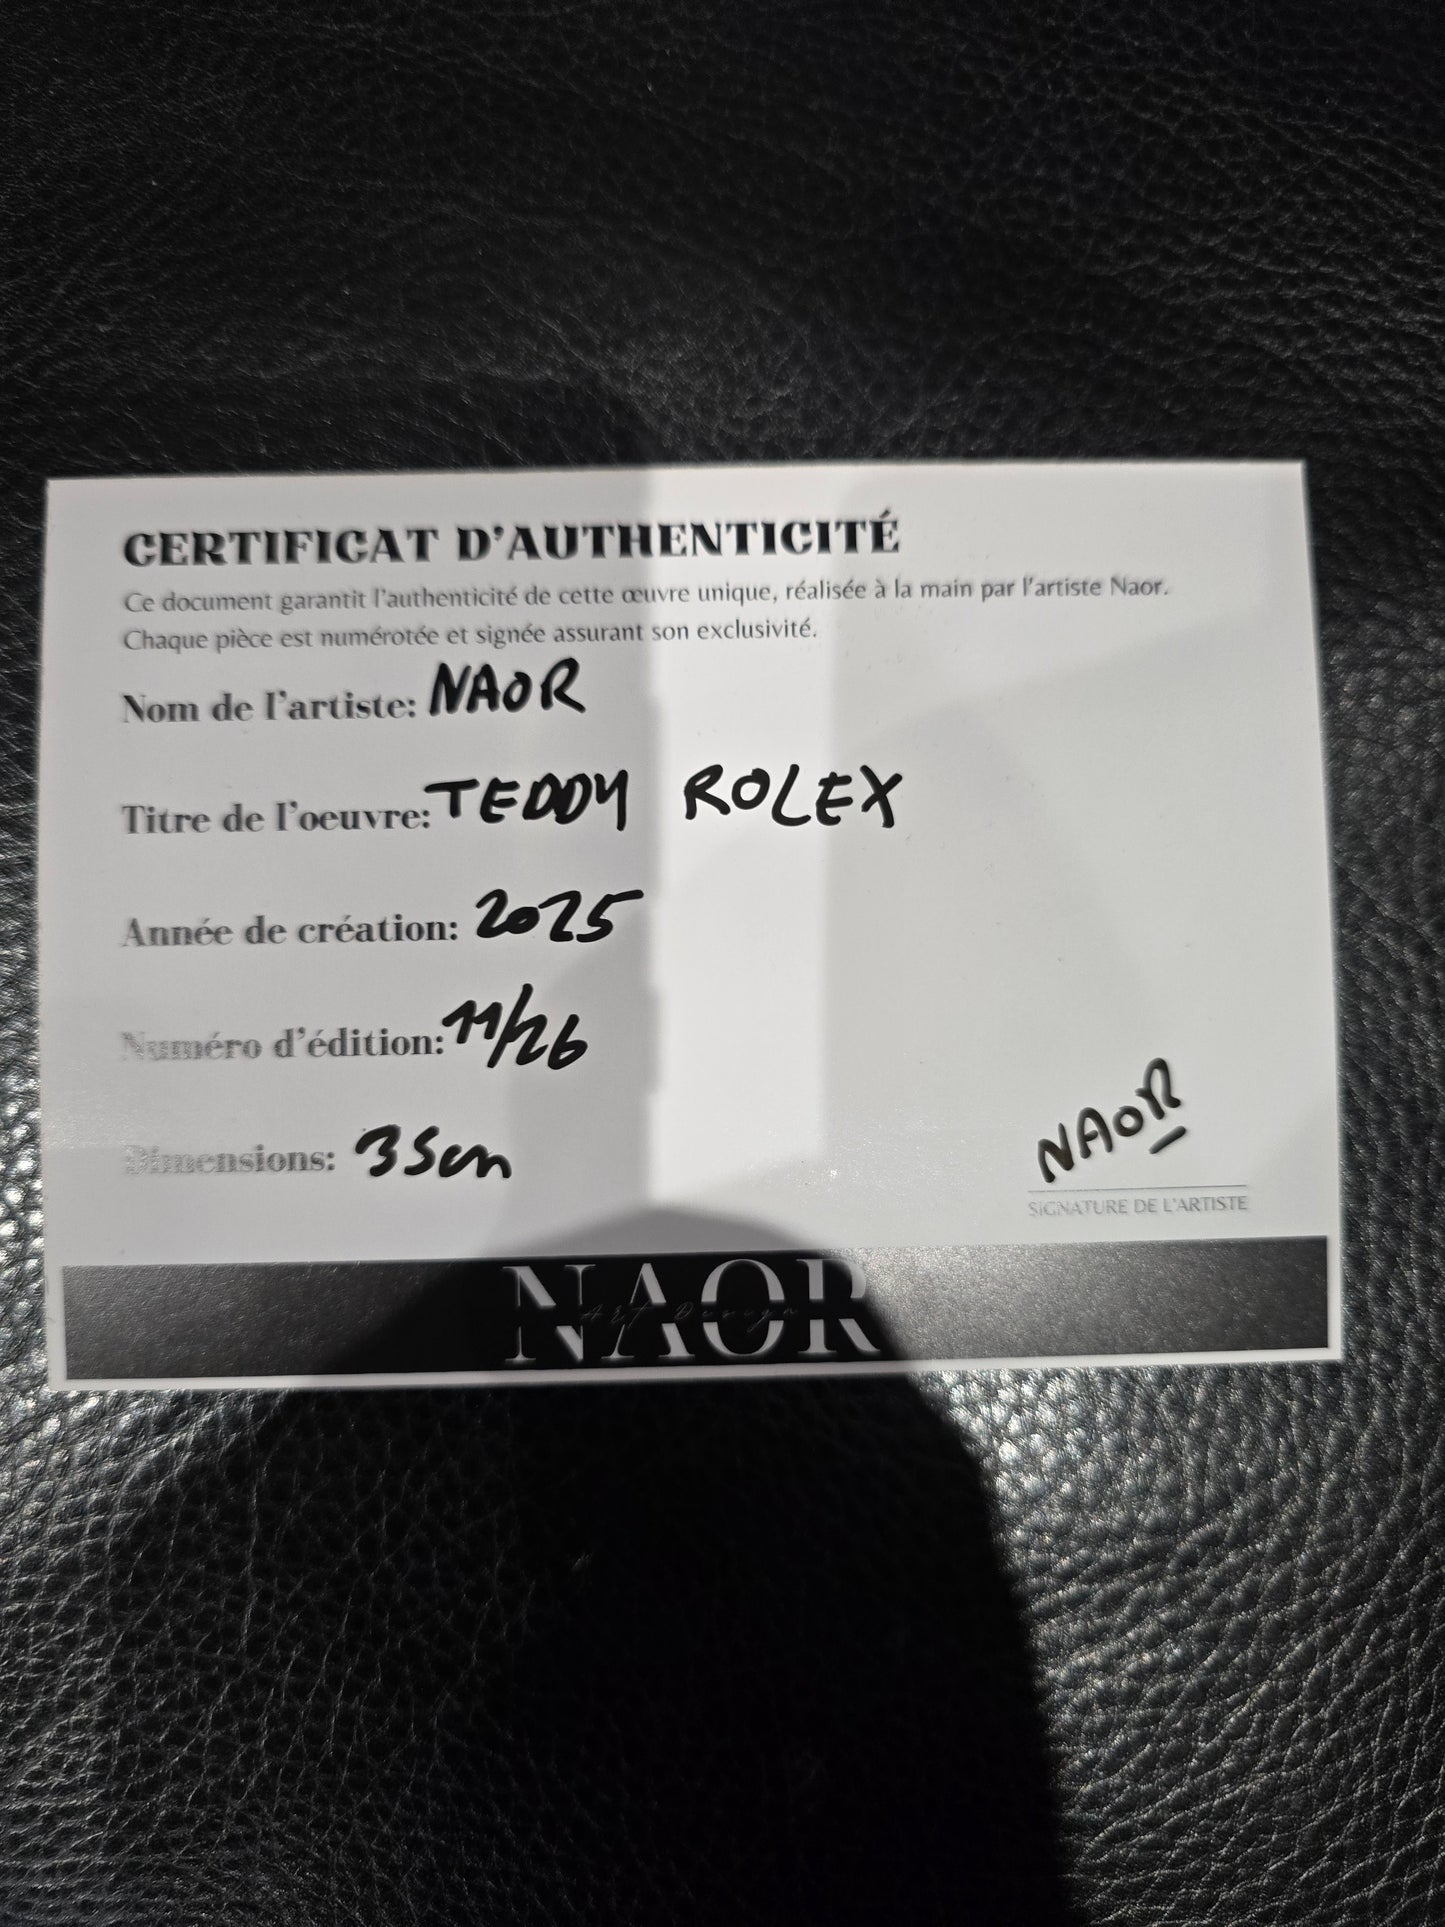 CERTIFICAT D'AUTHENTICITÉ
Ce document garantit l'authenticité de cette œuvre unique, réalisée à la main par l'artiste Naor.
Chaque pièce est numérotée et signée assurant son exclusivité.
Nom de l'artiste: NAOR
Titre de l'oeuvre: TEDDY ROLEX
Année de création: 2025
Numéro d'édition: 11/26
Dimensions: 35cm
NAOR
SIGNATURE DE L'ARTISTE
NAOR
Art Design